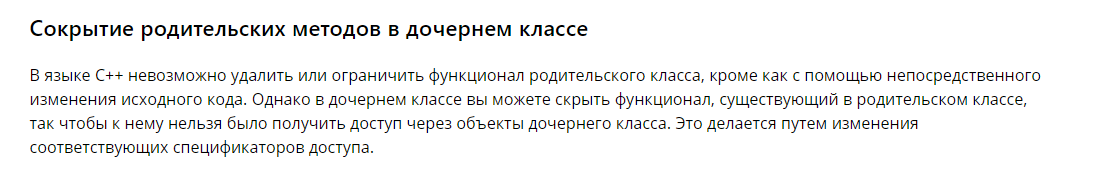 Сокрытие родительских методов в дочернем классе
В языке C++ невозможно удалить или ограничить функционал родительского класса, кроме как с помощью непосредственного
изменения исходного кода. Однако в дочернем классе вы можете скрыть функционал, существующий в родительском классе,
так чтобы к нему нельзя было получить доступ через объекты дочернего класса. Это делается путем изменения
соответствующих спецификаторов доступа.